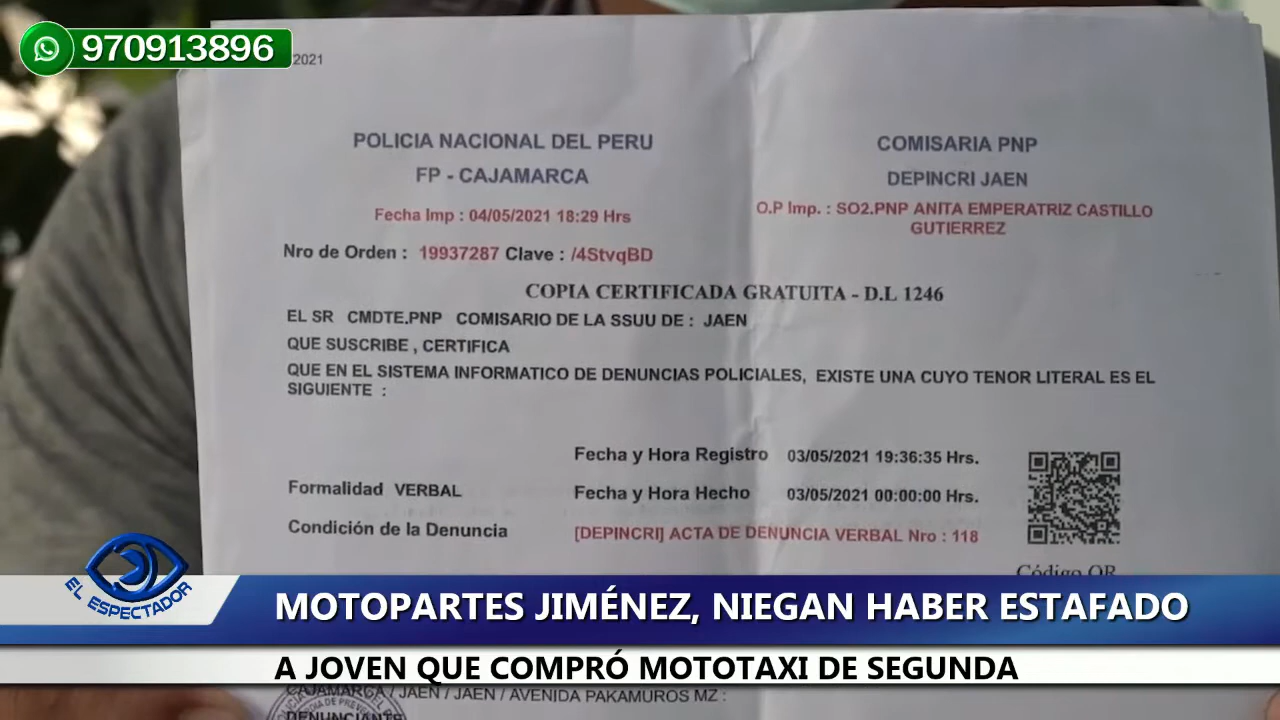 970913896
2021
POLICIA NACIONAL DEL PERU
FP - CAJAMARCA
Fecha Imp : 04/05/2021 18:29 Hrs
COMISARIA PNP
DEPINCRI JAEN
O.P Imp. : SO2.PNP ANITA EMPERATRIZ CASTILLO
GUTIERREZ
Nro de Orden : 19937287 Clave : /4StvqBD
COPIA CERTIFICADA GRATUITA - D.L 1246
EL SR CMDTE.PNP COMISARIO DE LA SSUU DE : JAEN
QUE SUSCRIBE , CERTIFICA
QUE EN EL SISTEMA INFORMATICO DE DENUNCIAS POLICIALES, EXISTE UNA CUYO TENOR LITERAL ES EL
SIGUIENTE :
Fecha y Hora Registro 03/05/2021 19:36:35 Hrs.
Formalidad VERBAL Fecha y Hora Hecho 03/05/2021 00:00:00 Hrs.
Condición de la Denuncia [DEPINCRI] ACTA DE DENUNCIA VERBAL Nro : 118
Código QR
EL ESPECTADOR
MOTOPARTES JIMÉNEZ, NIEGAN HABER ESTAFADO
A JOVEN QUE COMPRÓ MOTOTAXI DE SEGUNDA
CAJAMARCA / JAEN / JAEN / AVENIDA PAKAMUROS MZ :
DENUNCIANTE